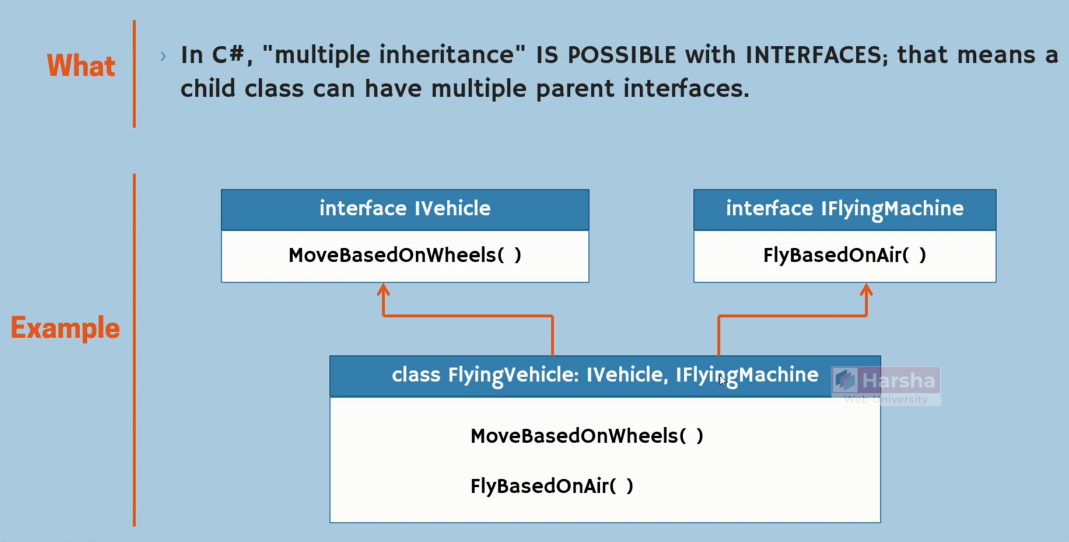 What
› In C#, "multiple inheritance" IS POSSIBLE with INTERFACES; that means a
child class can have multiple parent interfaces.
Example
interface IVehicle
MoveBasedOnWheels( )
interface IFlyingMachine
FlyBasedOnAir( )
class FlyingVehicle: IVehicle, IFlyingMachine
Harsha
Web University
MoveBasedOnWheels( )
FlyBasedOnAir( )